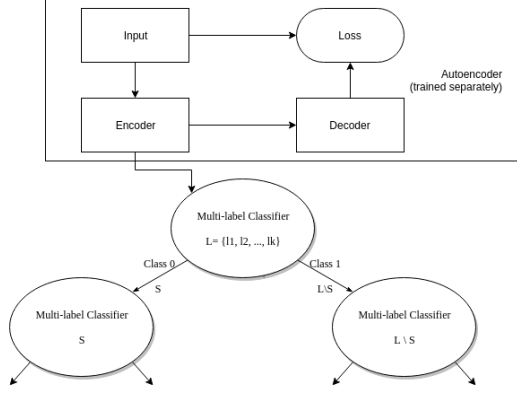 Input
Loss
Autoencoder
(trained separately)
Encoder
Decoder
Multi-label Classifier
L= {l1, l2, ..., lk}
Class 0
S
Class 1
L\S
Multi-label Classifier
S
Multi-label Classifier
L \ S